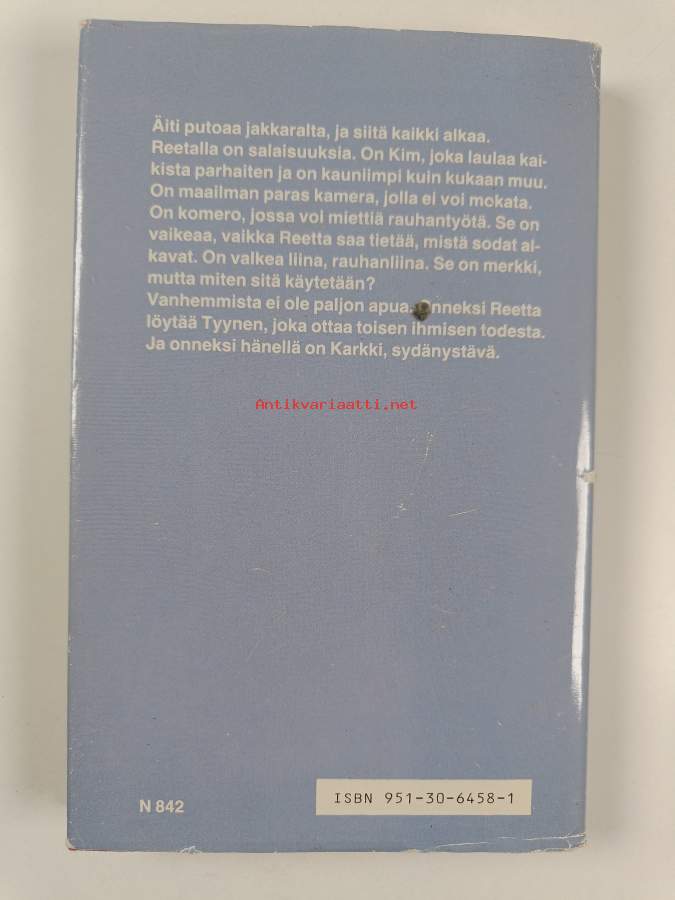 Äiti putoaa jakkaralta, ja siitä kaikki alkaa.
Reetalla on salaisuuksia. On Kim, joka laulaa kai-
kista parhaiten ja on kauniimpi kuin kukaan muu.
On maailman paras kamera, jolla ei voi mokata.
On komero, jossa voi miettiä rauhantyötä. Se on
vaikeaa, vaikka Reetta saa tietää, mistä sodat al-
kavat. On valkea liina, rauhanliina. Se on merkki,
mutta miten sitä käytetään?
Vanhemmista ei ole paljon apua. Onneksi Reetta
löytää Tyynen, joka ottaa toisen ihmisen todesta.
Ja onneksi hänellä on Karkki, sydänystävä.
Antikvariaatti.net
N 842
ISBN 951-30-6458-1